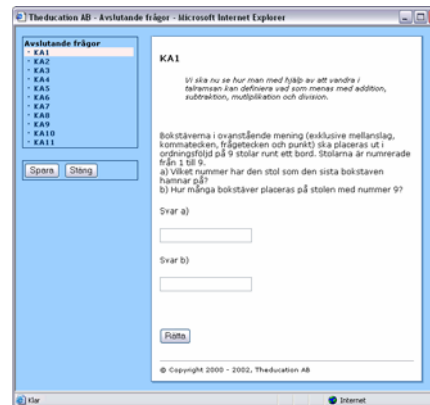 Theducation AB - Avslutande frågor - Microsoft Internet Explorer
Avslutande frågor
· KA1
· KA2
· KA3
· KA4
· KA5
· KA6
· KA7
· KA8
· KA9
· KA10
· KA11
Spara Stäng
KA1
Vi ska nu se hur man med hjälp av att vandra i
talramsan kan definiera vad som menas med addition,
subtraktion, multiplikation och division.
Bokstäverna i ovanstående mening (exklusive mellanslag,
kommatecken, frågetecken och punkt) ska placeras ut i
ordningsföljd på 9 stolar runt ett bord. Stolarna är numrerade
från 1 till 9.
a) Vilket nummer har den stol som den sista bokstaven
hamnar på?
b) Hur många bokstäver placeras på stolen med nummer 9?
Svar a)
Svar b)
Rätta
© Copyright 2000 - 2002, Theducation AB
Klar
Internet